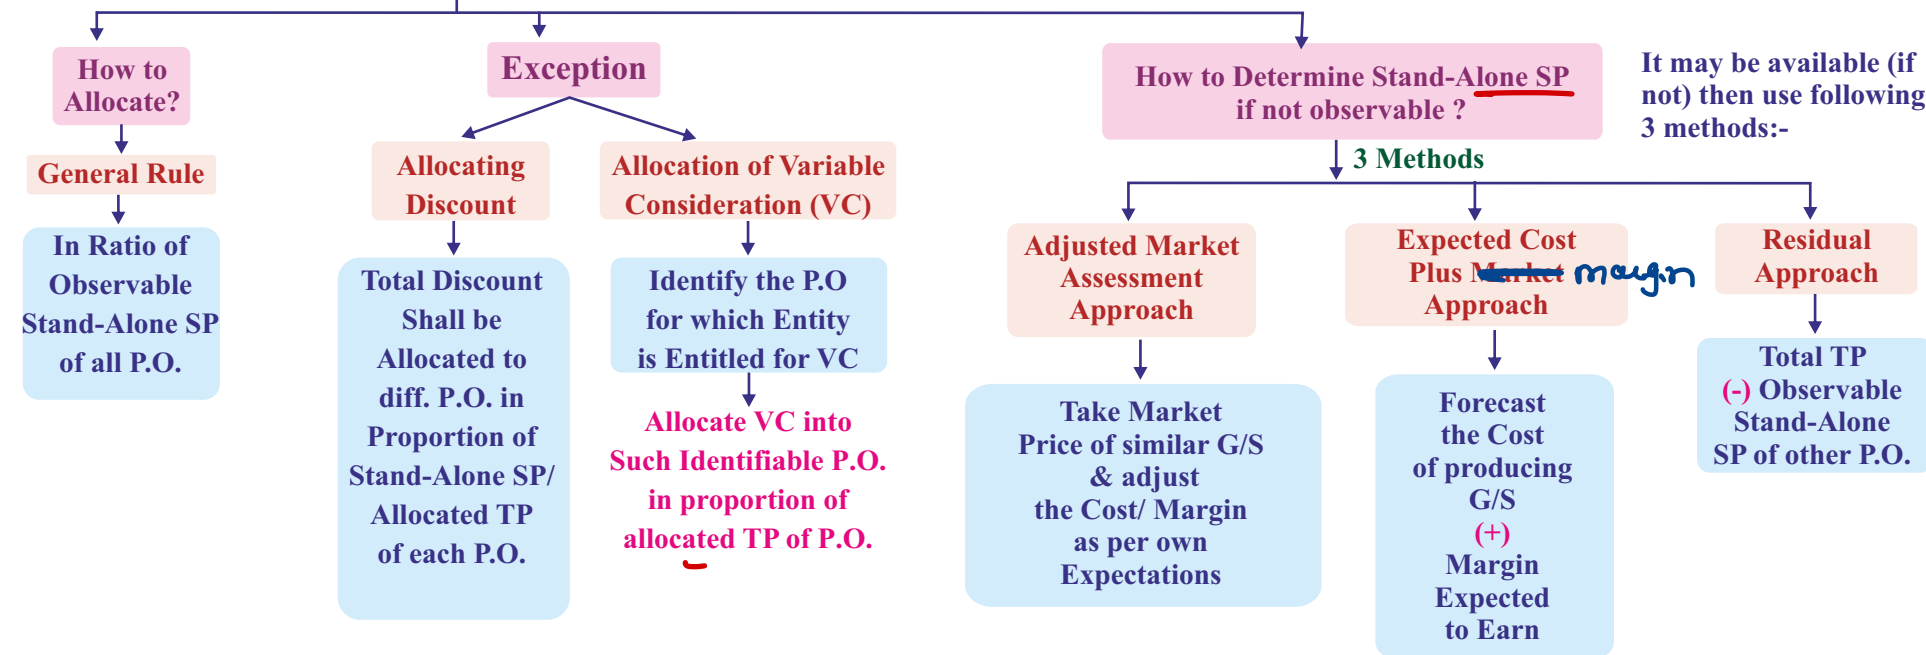 How to
Allocate?
General Rule
In Ratio of
Observable
Stand-Alone SP
of all P.O.
Exception
Allocating
Discount
Total Discount
Shall be
Allocated to
diff. P.O. in
Proportion of
Stand-Alone SP/
Allocated TP
of each P.O.
Allocation of Variable
Consideration (VC)
Identify the P.O
for which Entity
is Entitled for VC
Allocate VC into
Such Identifiable P.O.
in proportion of
allocated TP of P.O.
How to Determine Stand-Alone SP
if not observable ?
It may be available (if
not) then use following
3 methods:-
3 Methods
Adjusted Market
Assessment
Approach
Take Market
Price of similar G/S
& adjust
the Cost/ Margin
as per own
Expectations
Expected Cost
Plus Market margin
Approach
Forecast
the Cost
of producing
G/S
(+)
Margin
Expected
to Earn
Residual
Approach
Total TP
(-) Observable
Stand-Alone
SP of other P.O.